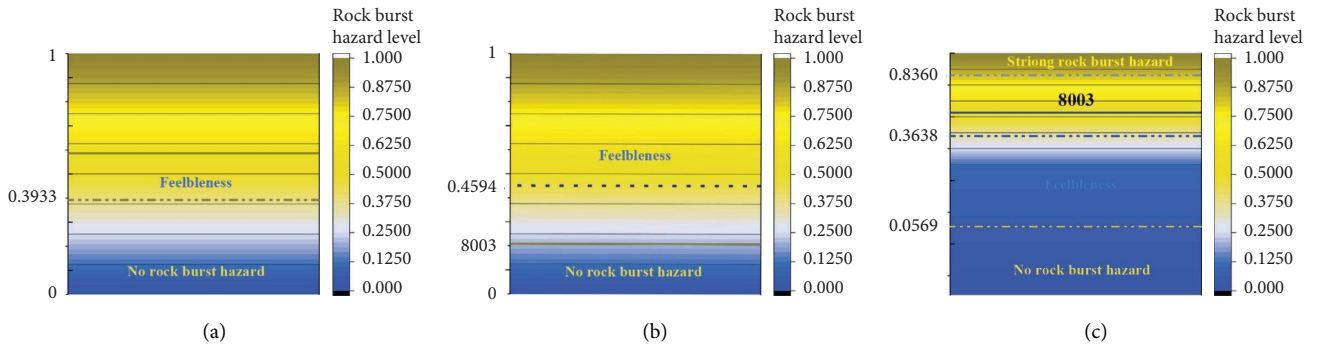 Rock burst
hazard level
1
0.3933
0
Feelbleness
No rock burst hazard
1.000
0.8750
0.7500
0.6250
0.5000
0.3750
0.2500
0.1250
0.000
(a)
Rock burst
hazard level
1
0.4594
8003
0
Feelbleness
No rock burst hazard
1.000
0.8750
0.7500
0.6250
0.5000
0.3750
0.2500
0.1250
0.000
(b)
Rock burst
hazard level
0.8360
0.3638
0.0569
Striong rock burst hazard
8003
Feelbleness
No rock burst hazard
1.000
0.8750
0.7500
0.6250
0.5000
0.3750
0.2500
0.1250
0.000
(c)